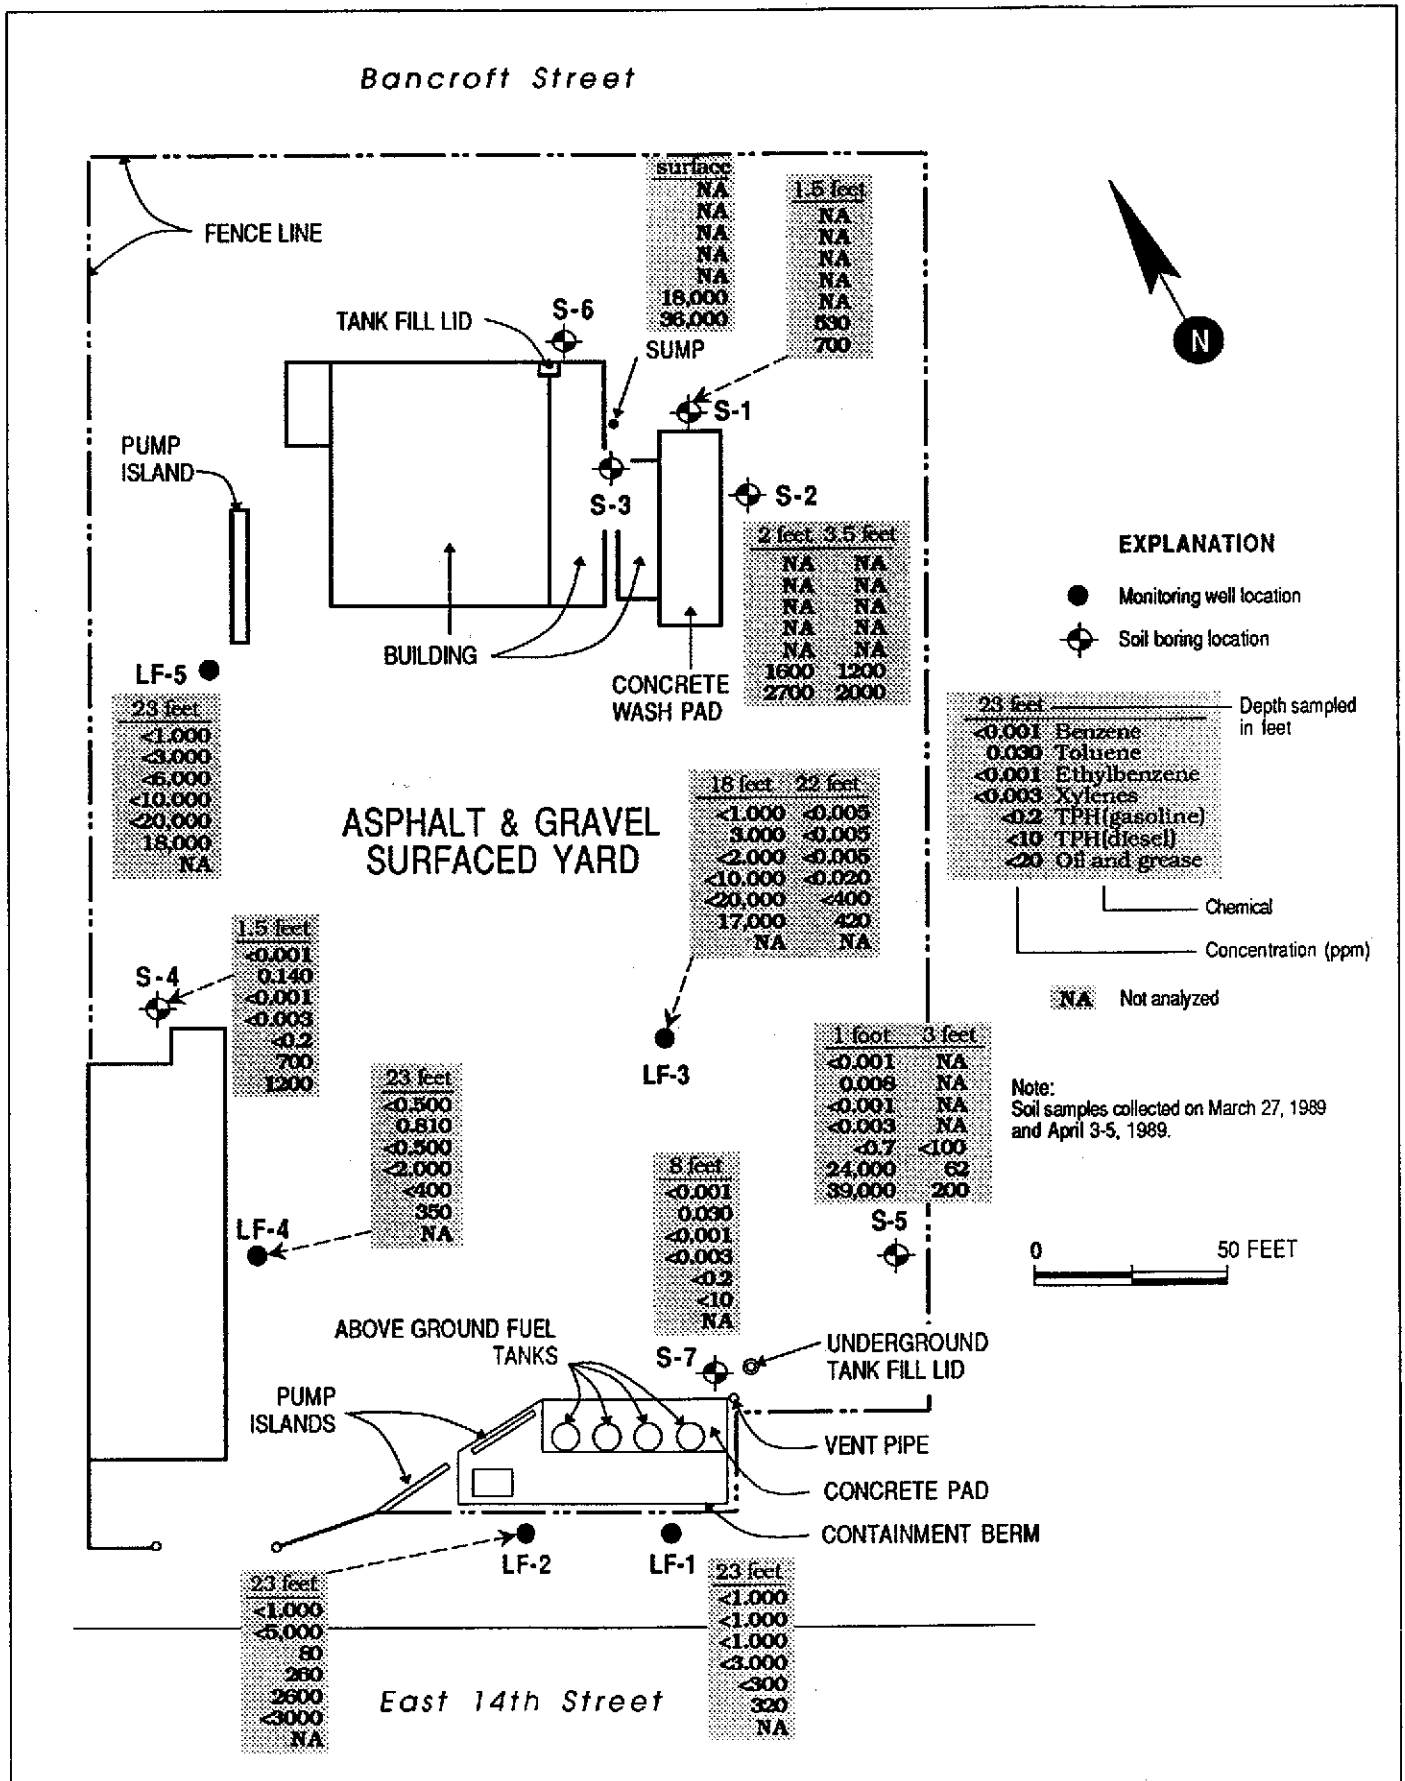 Bancroft Street
FENCE LINE
surface
NA
NA
NA
NA
NA
18,000
36,000
1.5 feet
NA
NA
NA
NA
NA
530
700
N
TANK FILL LID
S-6
SUMP
S-1
PUMP
ISLAND
S-3
S-2
2 feet 3.5 feet
NA NA
NA NA
NA NA
NA NA
NA NA
1600 1200
2700 2000
BUILDING
CONCRETE
WASH PAD
EXPLANATION
Monitoring well location
Soil boring location
23 feet
<0.001 Benzene
0.030 Toluene
<0.001 Ethylbenzene
<0.003 Xylenes
<0.2 TPH(gasoline)
<10 TPH(diesel)
<20 Oil and grease
Depth sampled
in feet
Chemical
Concentration (ppm)
NA Not analyzed
Note:
Soil samples collected on March 27, 1989
and April 3-5, 1989.
0 50 FEET
LF-5
23 feet
<1.000
<3.000
<6.000
<10.000
<20,000
18,000
NA
ASPHALT & GRAVEL
SURFACED YARD
18 feet 22 feet
<1.000 <0.005
3.000 <0.005
<2.000 <0.005
<10.000 <0.020
<20,000 <400
17,000 420
NA NA
LF-3
S-4
1.5 feet
<0.001
0.140
<0.001
<0.003
<0.2
700
1200
23 feet
<0.500
0.810
<0.500
<2.000
<400
350
NA
LF-4
1 foot 3 feet
<0.001 NA
0.008 NA
<0.001 NA
<0.003 NA
<0.7 <100
24,000 62
39,000 200
S-5
8 feet
<0.001
0.030
<0.001
<0.003
<0.2
<10
NA
S-7
ABOVE GROUND FUEL
TANKS
PUMP
ISLANDS
UNDERGROUND
TANK FILL LID
VENT PIPE
CONCRETE PAD
CONTAINMENT BERM
LF-2
LF-1
23 feet
<1.000
<5,000
80
260
2600
<3000
NA
23 feet
<1.000
<1.000
<1.000
<3.000
<300
320
NA
East 14th Street